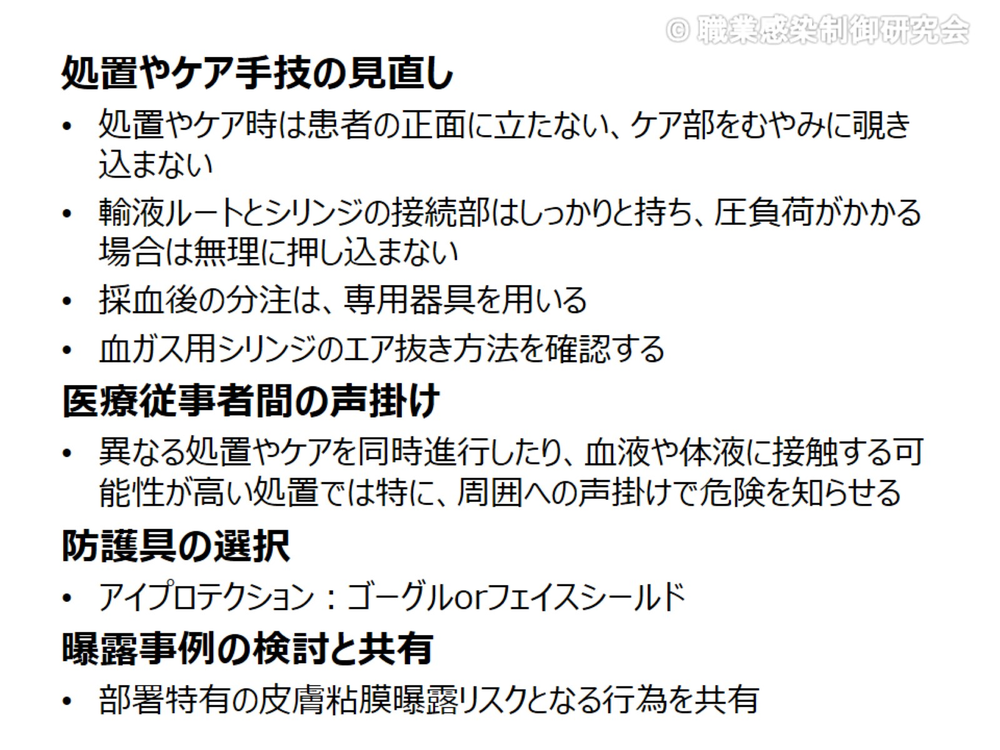 © 職業感染制御研究会
処置やケア手技の見直し
• 処置やケア時は患者の正面に立たない、ケア部をむやみに覗き
込まない
• 輸液ルートとシリンジの接続部はしっかりと持ち、圧負荷がかかる
場合は無理に押し込まない
• 採血後の分注は、専用器具を用いる
• 血ガス用シリンジのエア抜き方法を確認する
医療従事者間の声掛け
• 異なる処置やケアを同時進行したり、血液や体液に接触する可
能性が高い処置では特に、周囲への声掛けで危険を知らせる
防護具の選択
• アイプロテクション：ゴーグルorフェイスシールド
曝露事例の検討と共有
• 部署特有の皮膚粘膜曝露リスクとなる行為を共有